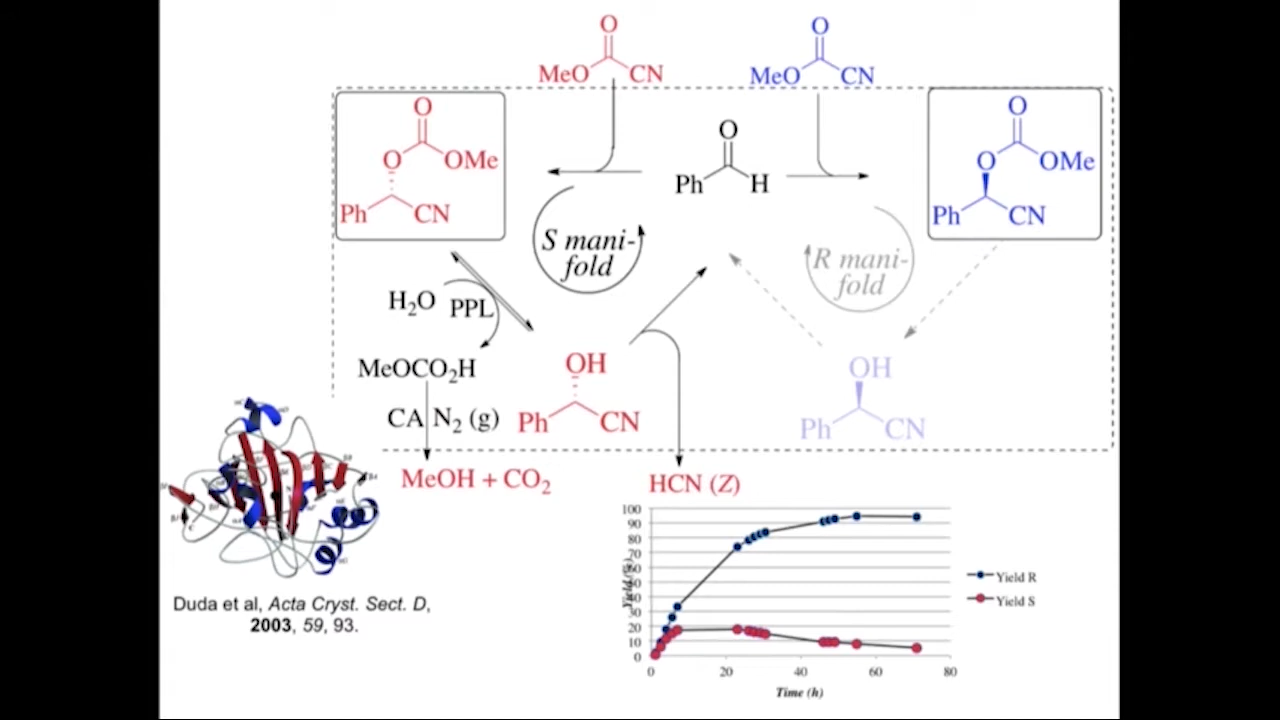 O
O
MeO CN
MeO CN
O
O OMe
Ph CN
O
Ph H
O
O OMe
Ph CN
S mani-
fold
R mani-
fold
H₂O PPL
MeOCO₂H
OH
Ph CN
OH
Ph CN
CA N₂ (g)
MeOH + CO₂
HCN (Z)
Duda et al, Acta Cryst. Sect. D,
2003, 59, 93.
100
90
80
70
60
50
40
30
20
10
0
Yield (%)
0 20 40 60 80
Time (h)
Yield R
Yield S